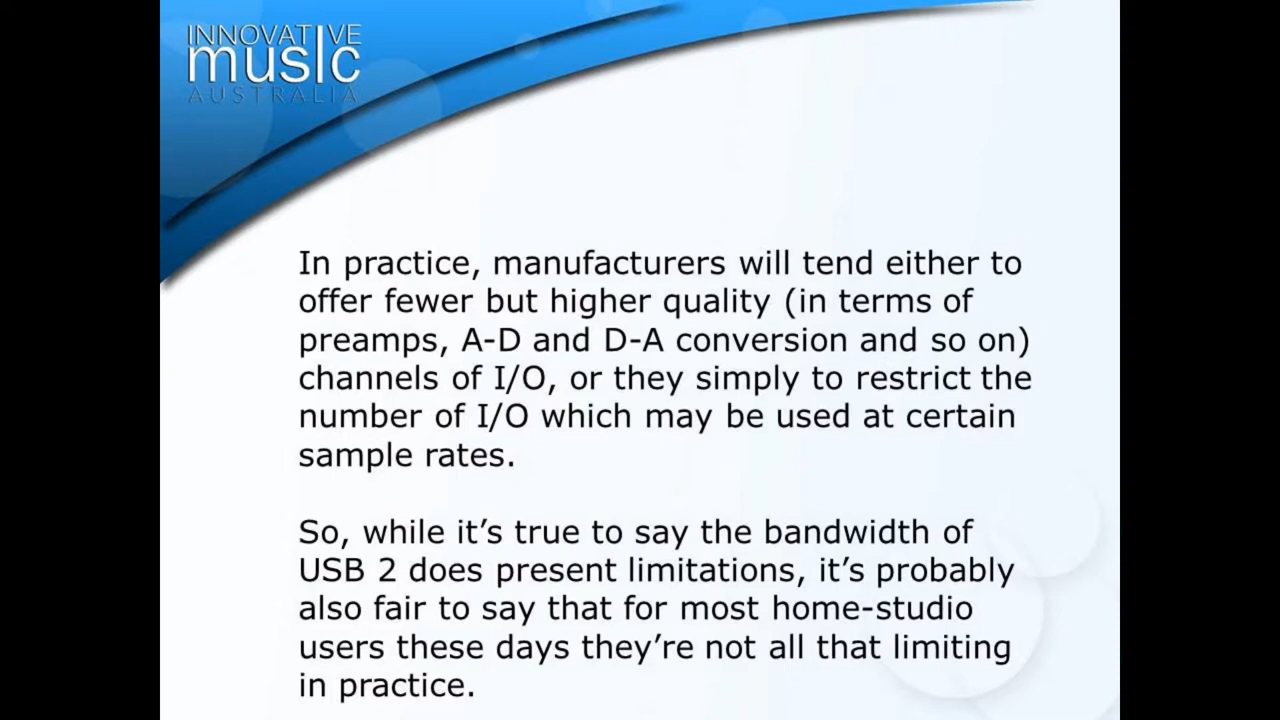 INNOVATIVE
music
AUSTRALIA
In practice, manufacturers will tend either to
offer fewer but higher quality (in terms of
preamps, A-D and D-A conversion and so on)
channels of I/O, or they simply to restrict the
number of I/O which may be used at certain
sample rates.
So, while it’s true to say the bandwidth of
USB 2 does present limitations, it’s probably
also fair to say that for most home-studio
users these days they’re not all that limiting
in practice.